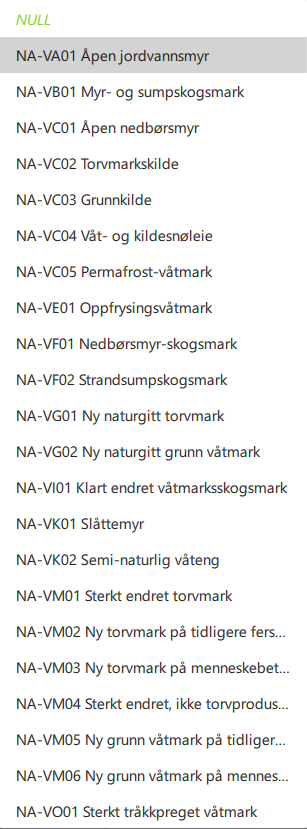 NULL
NA-VA01 Åpen jordvannsmyr
NA-VB01 Myr- og sumpskogsmark
NA-VC01 Åpen nedbørsmyr
NA-VC02 Torvmarkskilde
NA-VC03 Grunnkilde
NA-VC04 Våt- og kildesnøleie
NA-VC05 Permafrost-våtmark
NA-VE01 Oppfrysingsvåtmark
NA-VF01 Nedbørsmyr-skogsmark
NA-VF02 Strandsumpskogsmark
NA-VG01 Ny naturgitt torvmark
NA-VG02 Ny naturgitt grunn våtmark
NA-VI01 Klart endret våtmarksskogsmark
NA-VK01 Slåttemyr
NA-VK02 Semi-naturlig våteng
NA-VM01 Sterkt endret torvmark
NA-VM02 Ny torvmark på tidligere fers...
NA-VM03 Ny torvmark på menneskebet...
NA-VM04 Sterkt endret, ikke torvprodus...
NA-VM05 Ny grunn våtmark på tidliger...
NA-VM06 Ny grunn våtmark på mennes...
NA-VO01 Sterkt tråkkpreget våtmark